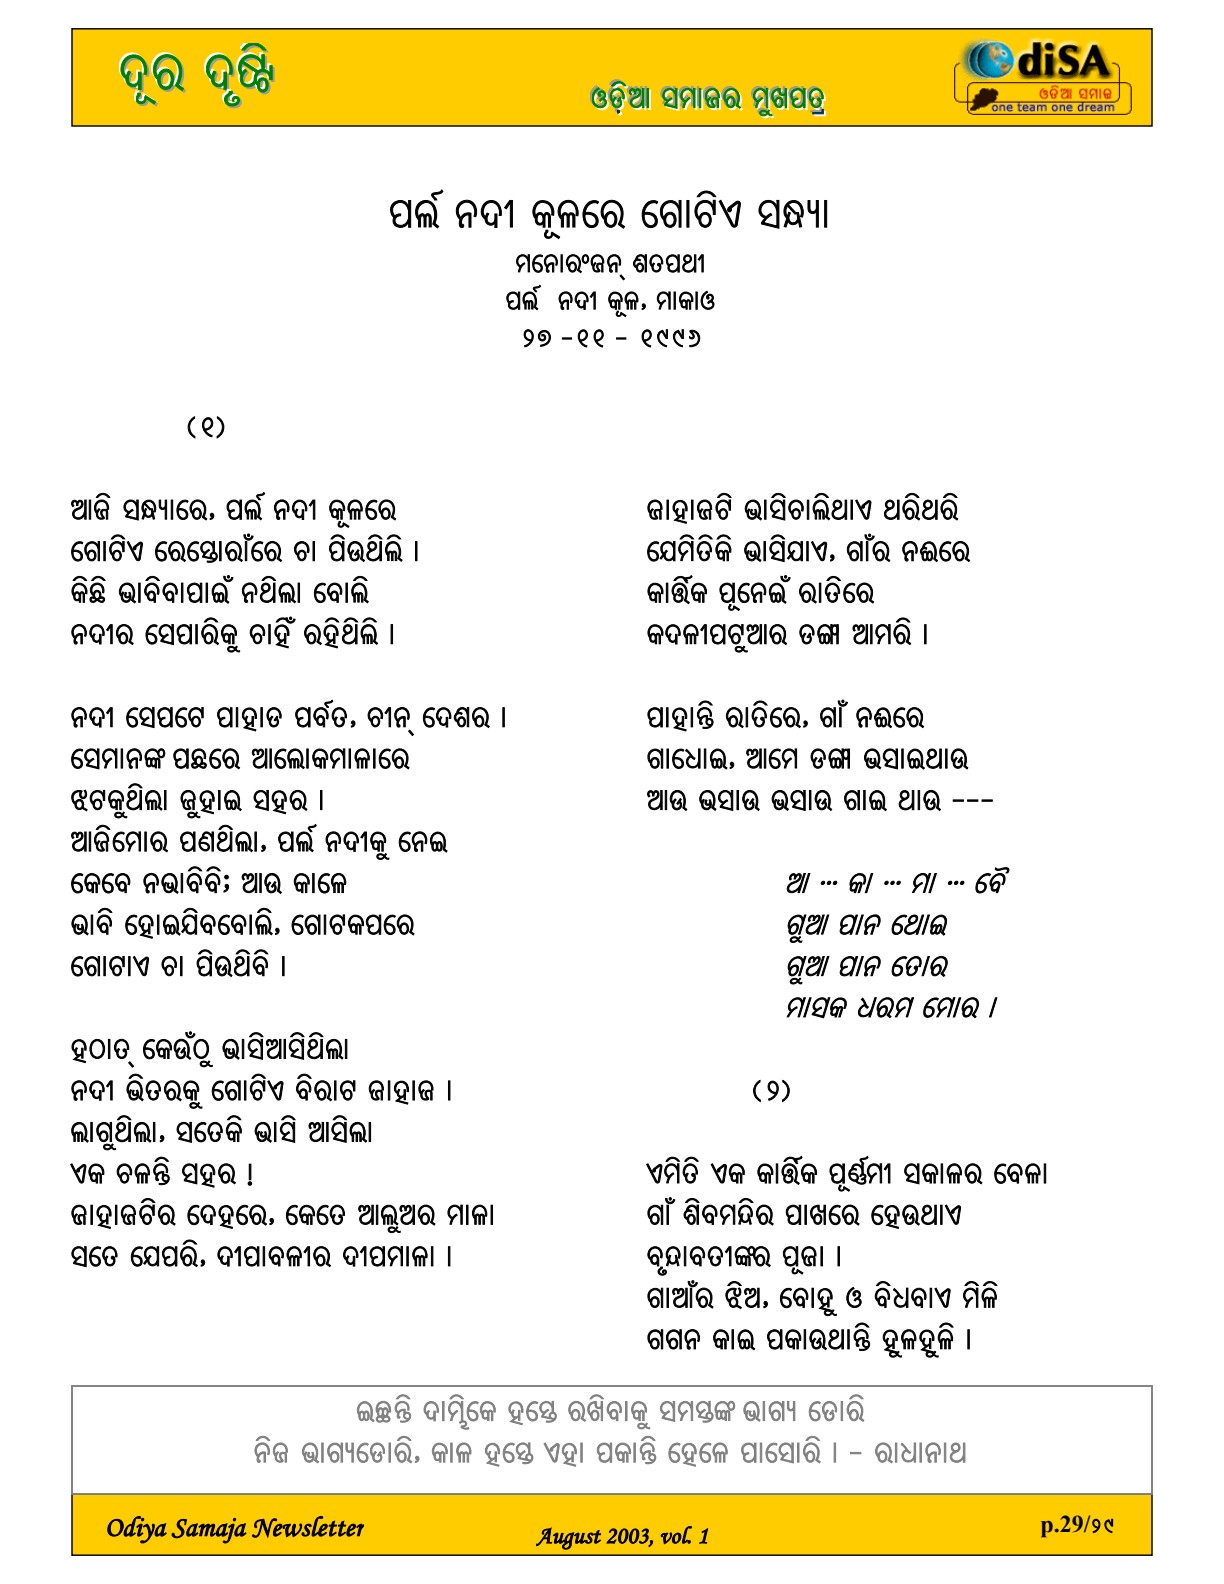 ଦୂର ଦୃଷ୍ଟି
ଓଡ଼ିଆ ସମାଜର ମୁଖପତ୍ର
OdiSA
ଓଡ଼ିଆ ସମାଜ
one team one dream
ପର୍ଲ ନଦୀ କୂଳରେ ଗୋଟିଏ ସନ୍ଧ୍ୟା
ମନୋରଂଜନ୍ ଶତପଥୀ
ପର୍ଲ ନଦୀ କୂଳ, ମାକାଓ
୨୭ -୧୧ - ୧୯୯୬
(୧)
ଆଜି ସନ୍ଧ୍ୟାରେ, ପର୍ଲ ନଦୀ କୂଳରେ
ଗୋଟିଏ ରେସ୍ତୋରାଁରେ ଚା ପିଉଥିଲି ।
କିଛି ଭାବିବାପାଇଁ ନଥିଲା ବୋଲି
ନଦୀର ସେପାରିକୁ ଚାହିଁ ରହିଥିଲି ।
ନଦୀ ସେପଟେ ପାହାଡ ପର୍ବତ, ଚୀନ୍ ଦେଶର ।
ସେମାନଙ୍କ ପଛରେ ଆଲୋକମାଳାରେ
ଝଟକୁଥିଲା ଜୁହାଇ ସହର ।
ଆଜିମୋର ପଣଥିଲା, ପର୍ଲ ନଦୀକୁ ନେଇ
କେବେ ନଭାବିବି; ଆଉ କାଳେ
ଭାବି ହୋଇଯିବବୋଲି, ଗୋଟକପରେ
ଗୋଟାଏ ଚା ପିଉଥିବି ।
ହଠାତ୍ କେଉଁଠୁ ଭାସିଆସିଥିଲା
ନଦୀ ଭିତରକୁ ଗୋଟିଏ ବିରାଟ ଜାହାଜ ।
ଲାଗୁଥିଲା, ସତେକି ଭାସି ଆସିଲା
ଏକ ଚଳନ୍ତି ସହର !
ଜାହାଜଟିର ଦେହରେ, କେତେ ଆଲୁଅର ମାଳା
ସତେ ଯେପରି, ଦୀପାବଳୀର ଦୀପମାଳା ।
ଜାହାଜଟି ଭାସିଚାଲିଥାଏ ଥରିଥରି
ଯେମିତିକି ଭାସିଯାଏ, ଗାଁର ନଈରେ
କାର୍ତ୍ତିକ ପୂନେଇଁ ରାତିରେ
କଦଳୀପଟୁଆର ଡଙ୍ଗା ଆମରି ।
ପାହାନ୍ତି ରାତିରେ, ଗାଁ ନଈରେ
ଗାଧୋଇ, ଆମେ ଡଙ୍ଗା ଭସାଇଥାଉ
ଆଉ ଭସାଉ ଭସାଉ ଗାଇ ଥାଉ ---
ଆ ... କା ... ମା ... ବୈ
ଗୁଆ ପାନ ଥୋଇ
ଗୁଆ ପାନ ତୋର
ମାସକ ଧରମ ମୋର ।
(୨)
ଏମିତି ଏକ କାର୍ତ୍ତିକ ପୂର୍ଣ୍ଣମୀ ସକାଳର ବେଳା
ଗାଁ ଶିବମନ୍ଦିର ପାଖରେ ହେଉଥାଏ
ବୃନ୍ଦାବତୀଙ୍କର ପୂଜା ।
ଗାଆଁର ଝିଅ, ବୋହୁ ଓ ବିଧବାଏ ମିଳି
ଗଗନ କାଇ ପକାଉଥାନ୍ତି ହୁଳହୁଳି ।
ଇଚ୍ଛନ୍ତି ଦାମ୍ଭିକେ ହସ୍ତେ ରଖିବାକୁ ସମସ୍ତଙ୍କ ଭାଗ୍ୟ ଡୋରି
ନିଜ ଭାଗ୍ୟଡୋରି, କାଳ ହସ୍ତେ ଏହା ପକାନ୍ତି ହେଳେ ପାସୋରି । - ରାଧାନାଥ
Odiya Samaja Newsletter
August 2003, vol. 1
p.29/୨୯